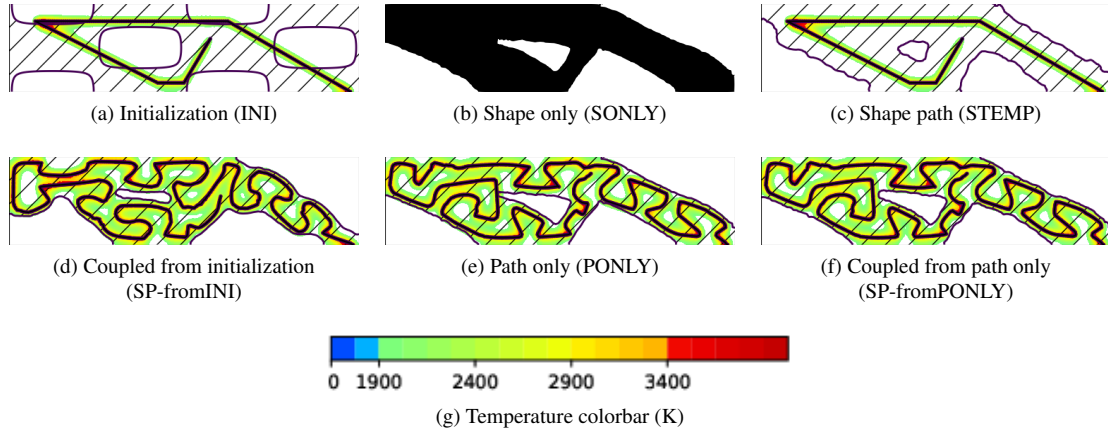 (a) Initialization (INI)
(b) Shape only (SONLY)
(c) Shape path (STEMP)
(d) Coupled from initialization
(SP-fromINI)
(e) Path only (PONLY)
(f) Coupled from path only
(SP-fromPONLY)
0 1900 2400 2900 3400
(g) Temperature colorbar (K)